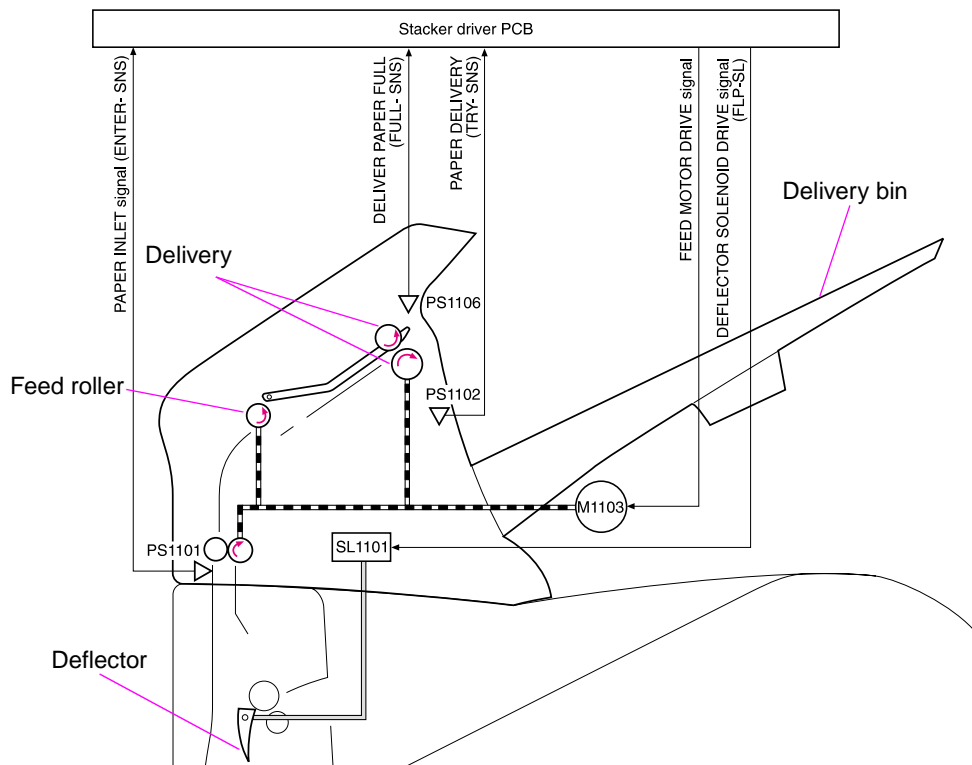 Stacker driver PCB
PAPER INLET signal (ENTER- SNS)
DELIVER PAPER FULL
(FULL- SNS)
PAPER DELIVERY
(TRY- SNS)
FEED MOTOR DRIVE signal
DEFLECTOR SOLENOID DRIVE signal
(FLP-SL)
Delivery bin
Delivery
PS1106
Feed roller
PS1102
M1103
PS1101
SL1101
Deflector